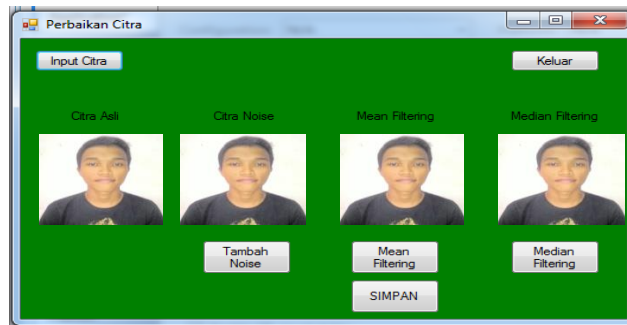 Perbaikan Citra
Input Citra
Keluar
Citra Asli
Citra Noise
Mean Filtering
Median Filtering
Tambah
Noise
Mean
Filtering
Median
Filtering
SIMPAN